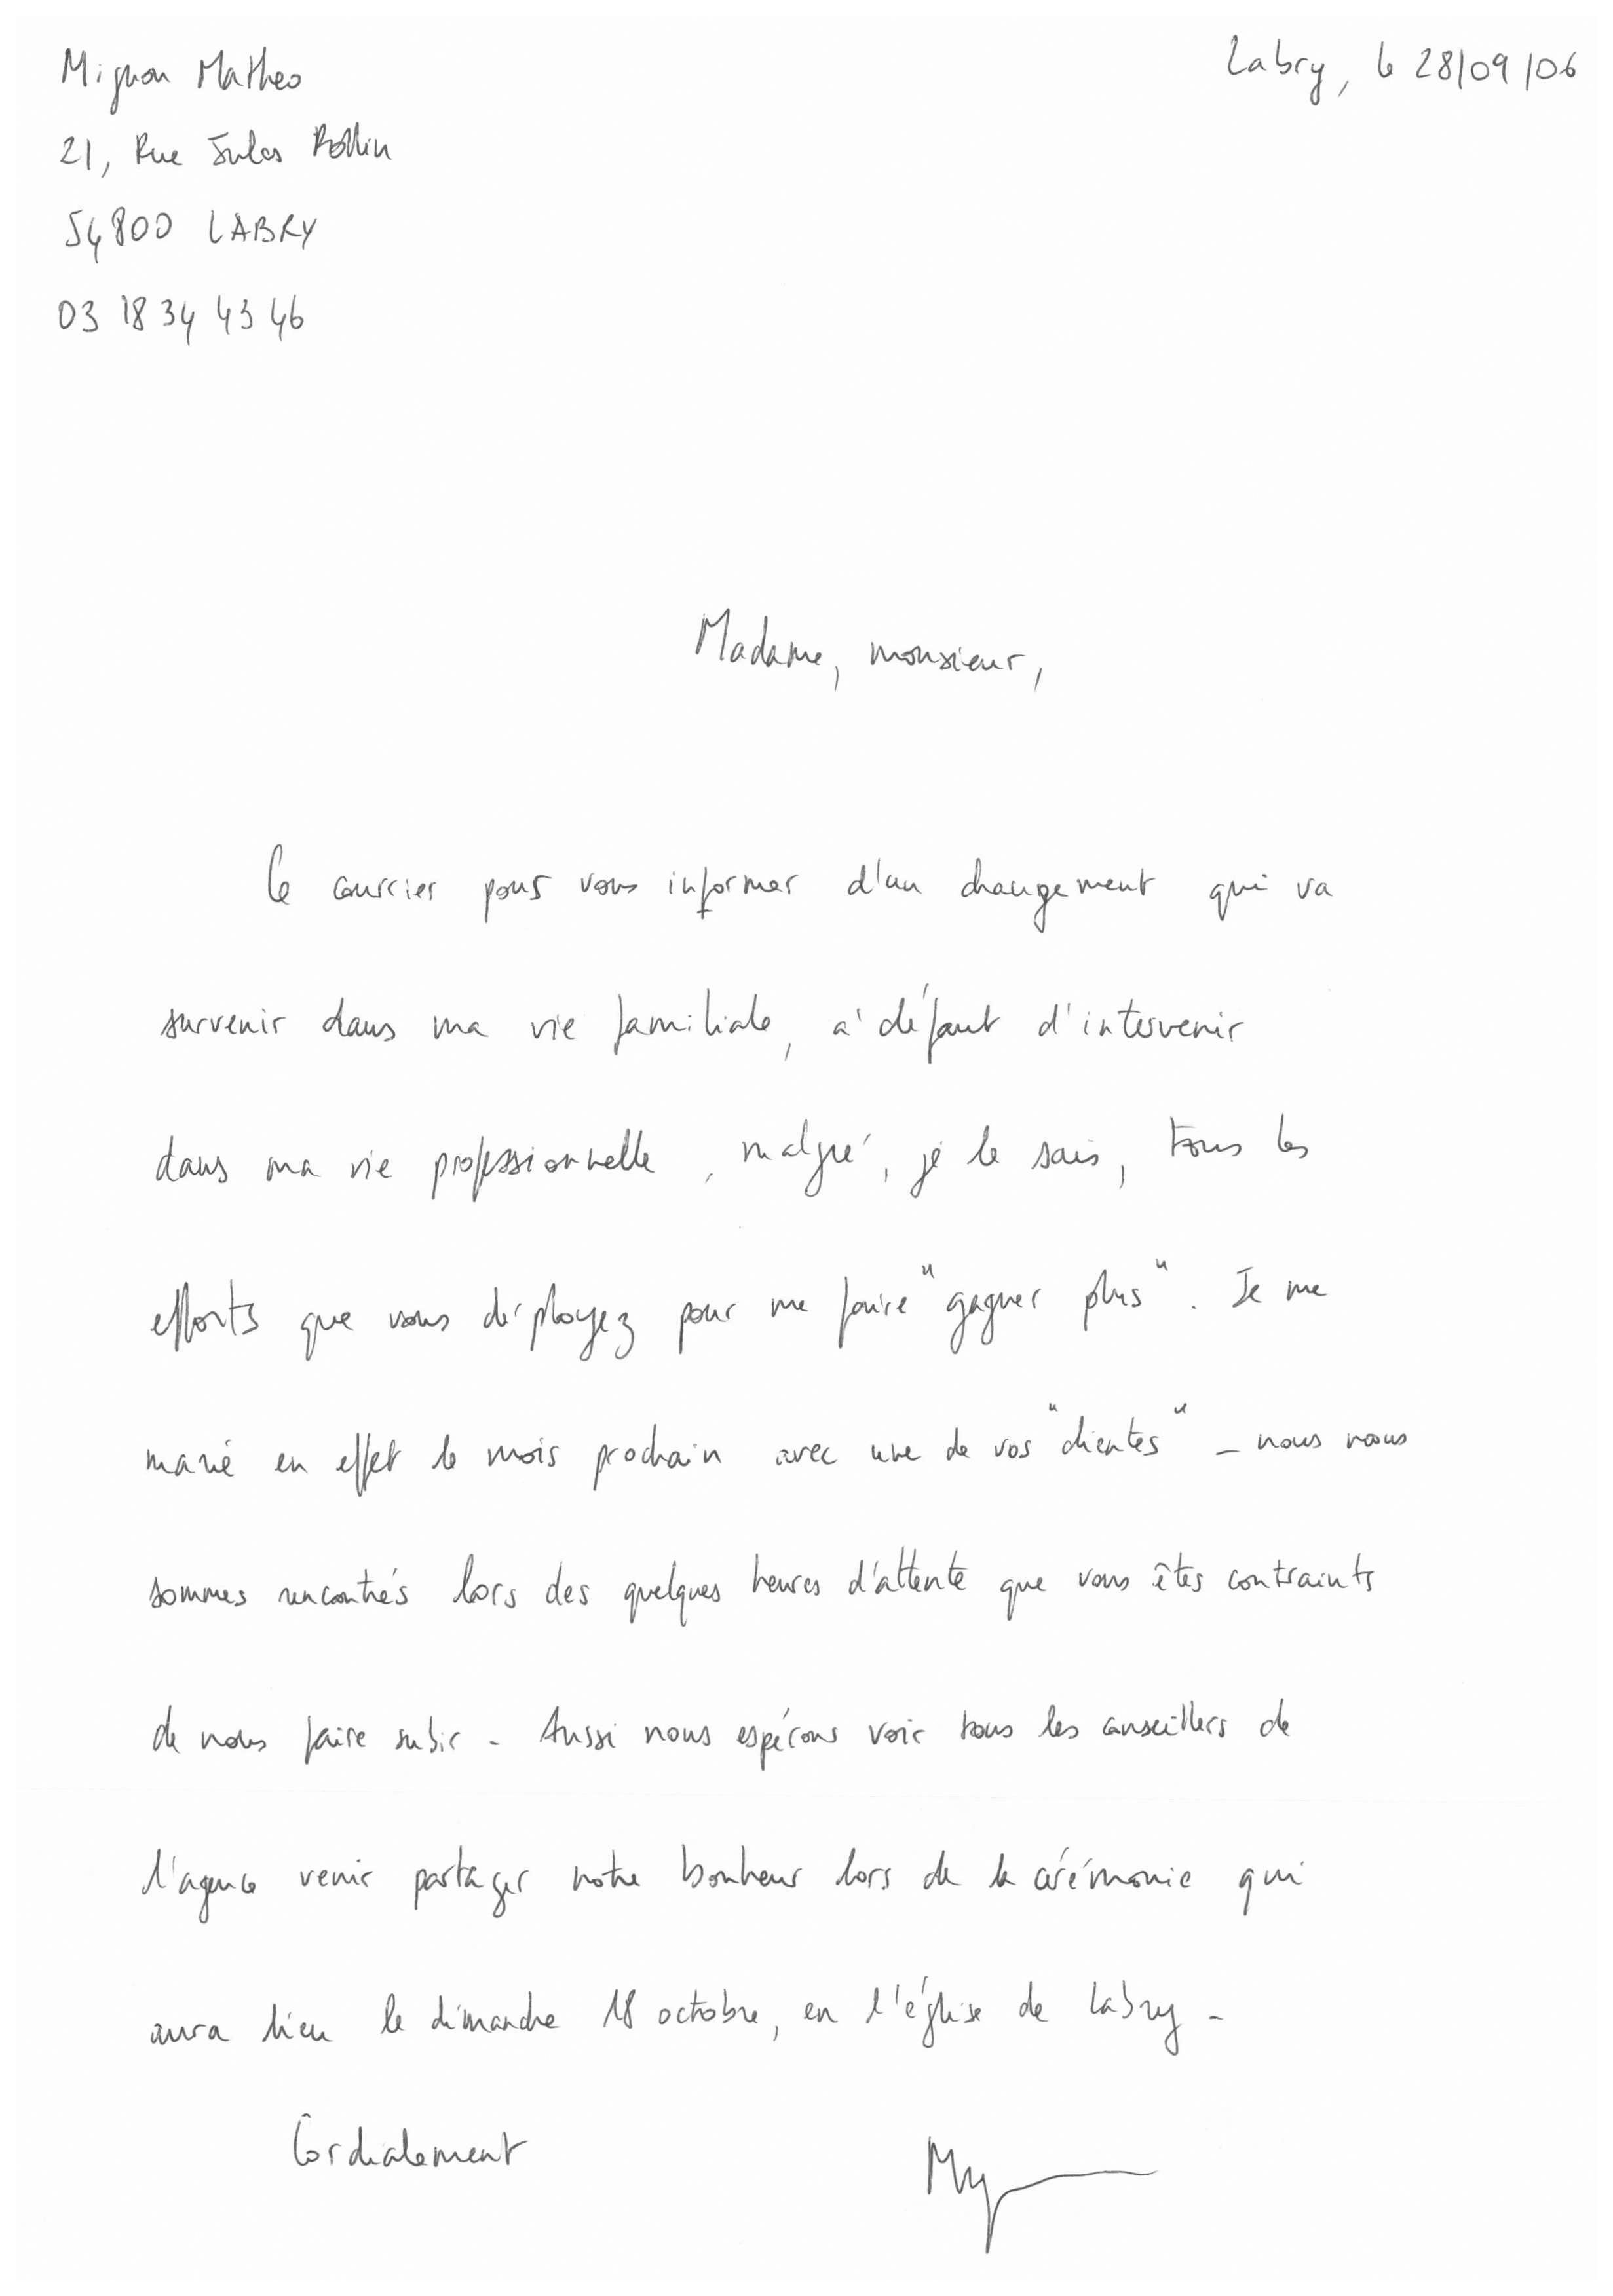 Mignon Matheo
Labry, le 28/09/06
21, Rue Jules Rollin
54800 LABRY
03 18 34 43 46
Madame, monsieur,
Ce courrier pour vous informer d'un changement qui va
survenir dans ma vie familiale, à défaut d'intervenir
dans ma vie professionnelle, malgré, je le sais, tous les
efforts que vous déployez pour me faire "gagner plus". Je me
marie en effet le mois prochain avec une de vos "clientes" - nous nous
sommes rencontrés lors des quelques heures d'attente que vous êtes contraints
de nous faire subir - Aussi nous espérons voir tous les conseillers de
l'agence venir partager notre bonheur lors de la cérémonie qui
aura lieu le dimanche 18 octobre, en l'église de Labry -
Cordialement